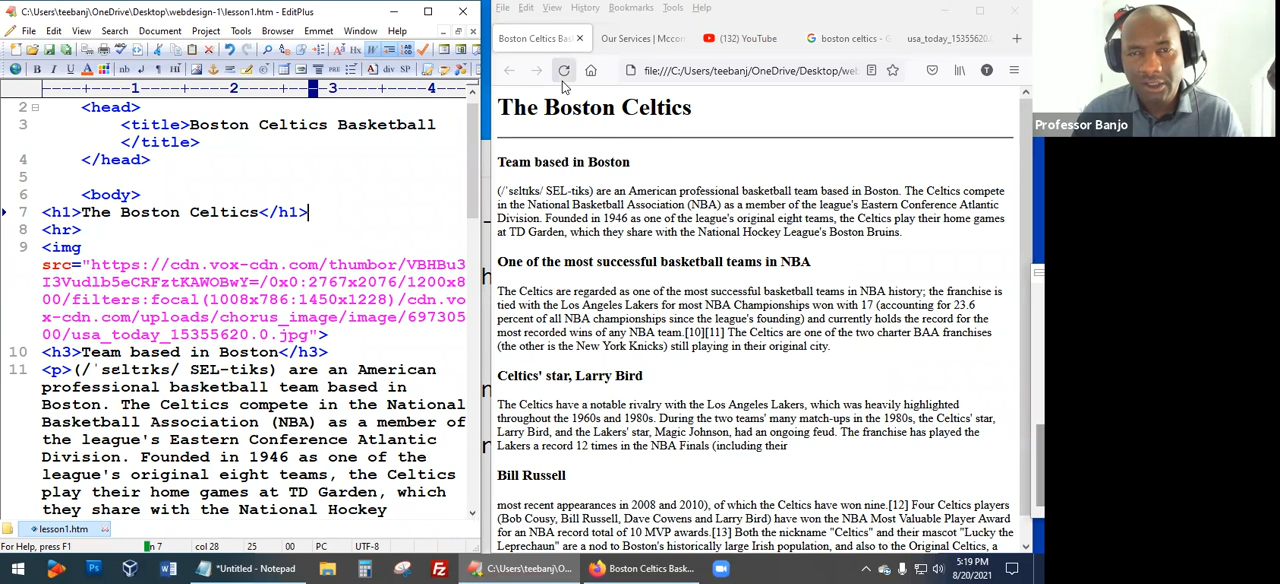 C:\Users\teebanj\OneDrive\Desktop\webdesign-1\lesson1.htm - EditPlus
File Edit View Search Document Project Tools Browser Emmet Window Help
B I U nb ¶ " Hi PRE A DIV SP
----+----1----+----2----+----3----+----4
2 <head>
3 <title>Boston Celtics Basketball
</title>
4 </head>
5
6 <body>
7 <h1>The Boston Celtics</h1>
8 <hr>
9 <img
src="https://cdn.vox-cdn.com/thumbor/VBHBu3
I3Vudlb5eCRFztKAWOBwY=/0x0:2767x2076/1200x8
00/filters:focal(1008x786:1450x1228)/cdn.vo
x-cdn.com/uploads/chorus_image/image/697305
00/usa_today_15355620.0.jpg">
10 <h3>Team based in Boston</h3>
11 <p>(/ˈsɛltɪks/ SEL-tiks) are an American
professional basketball team based in
Boston. The Celtics compete in the National
Basketball Association (NBA) as a member of
the league's Eastern Conference Atlantic
Division. Founded in 1946 as one of the
league's original eight teams, the Celtics
play their home games at TD Garden, which
they share with the National Hockey
lesson1.htm
For Help, press F1 ln 7 col 28 25 00 PC UTF-8
File Edit View History Bookmarks Tools Help
Boston Celtics Bas Our Services | Mccom (132) YouTube boston celtics - G usa_today_15355620.
file:///C:/Users/teebanj/OneDrive/Desktop/web
The Boston Celtics
Team based in Boston
(/ˈsɛltɪks/ SEL-tiks) are an American professional basketball team based in Boston. The Celtics compete
in the National Basketball Association (NBA) as a member of the league's Eastern Conference Atlantic
Division. Founded in 1946 as one of the league's original eight teams, the Celtics play their home games
at TD Garden, which they share with the National Hockey League's Boston Bruins.
One of the most successful basketball teams in NBA
The Celtics are regarded as one of the most successful basketball teams in NBA history; the franchise is
tied with the Los Angeles Lakers for most NBA Championships won with 17 (accounting for 23.6
percent of all NBA championships since the league's founding) and currently holds the record for the
most recorded wins of any NBA team.[10][11] The Celtics are one of the two charter BAA franchises
(the other is the New York Knicks) still playing in their original city.
Celtics' star, Larry Bird
The Celtics have a notable rivalry with the Los Angeles Lakers, which was heavily highlighted
throughout the 1960s and 1980s. During the two teams' many match-ups in the 1980s, the Celtics' star,
Larry Bird, and the Lakers' star, Magic Johnson, had an ongoing feud. The franchise has played the
Lakers a record 12 times in the NBA Finals (including their
Bill Russell
most recent appearances in 2008 and 2010), of which the Celtics have won nine.[12] Four Celtics players
(Bob Cousy, Bill Russell, Dave Cowens and Larry Bird) have won the NBA Most Valuable Player Award
for an NBA record total of 10 MVP awards.[13] Both the nickname "Celtics" and their mascot "Lucky the
Leprechaun" are a nod to Boston's historically large Irish population, and also to the Original Celtics, a
Professor Banjo
*Untitled - Notepad C:\Users\teebanj\O... Boston Celtics Bask... 5:19 PM
8/20/2021